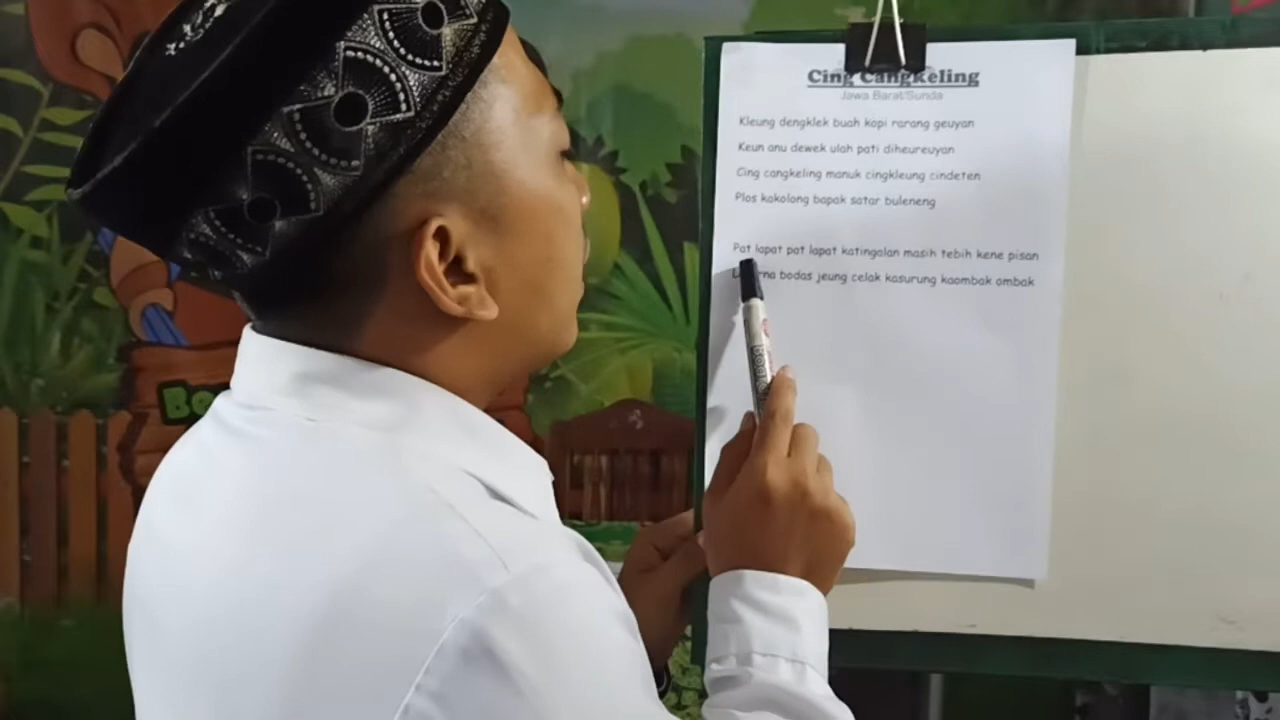 Cing Cangkeling
Jawa Barat/Sunda
Kleung dengklek buah kopi rarang geuyan
Keun anu dewek ulah pati diheureuyan
Cing cangkeling manuk cingkleung cindeten
Plos kakolong bapak satar buleneng
Pat lapat pat lapat katingalan masih tebih kene pisan
bodas jeung celak kasurung kaombak ombak